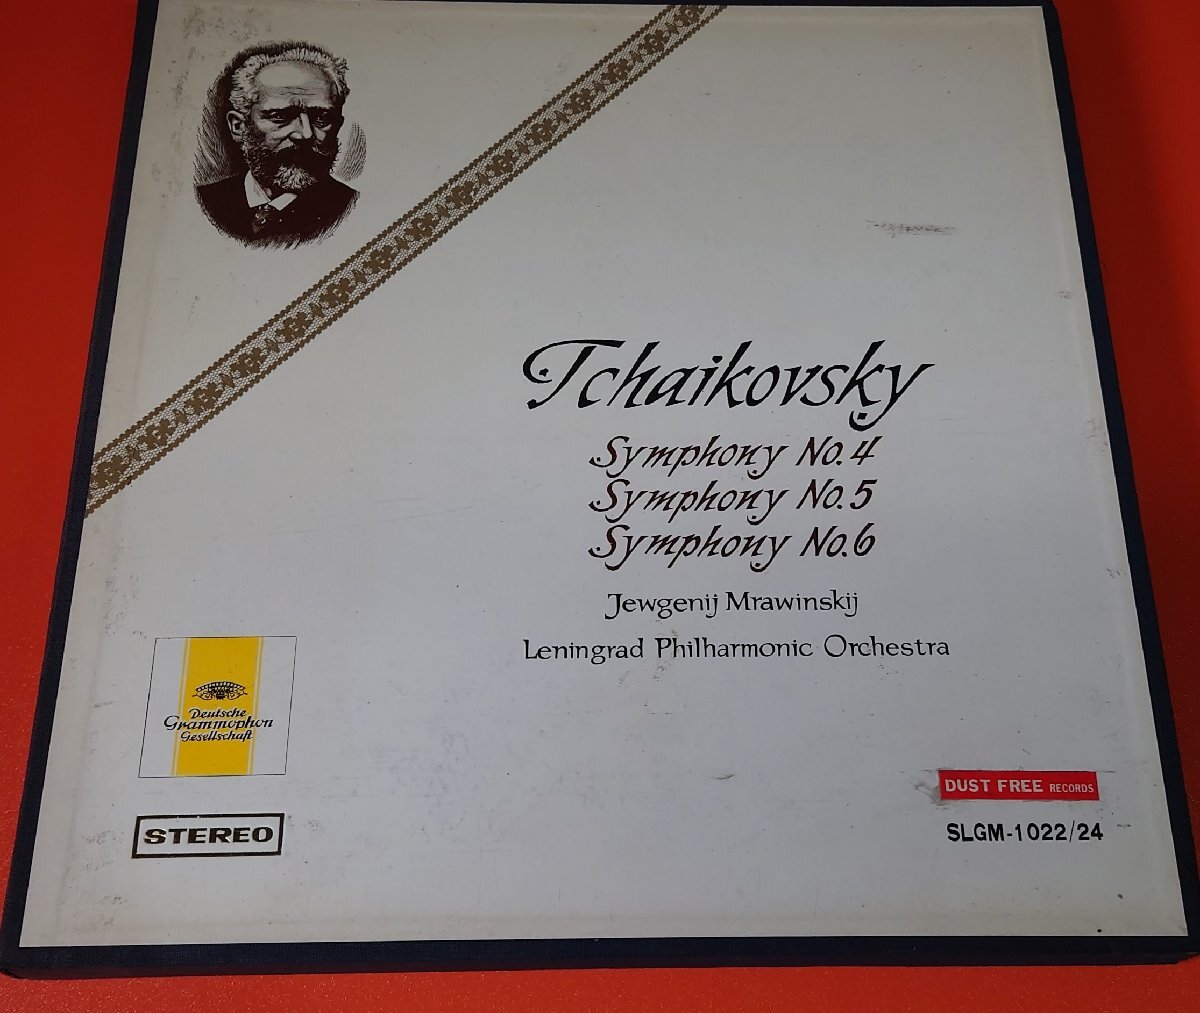 Tchaikovsky
Symphony No.4
Symphony No.5
Symphony No.6
Jewgenij Mrawinskij
Leningrad Philharmonic Orchestra
Deutsche
Grammophon
Gesellschaft
STEREO
DUST FREE RECORDS
SLGM-1022/24